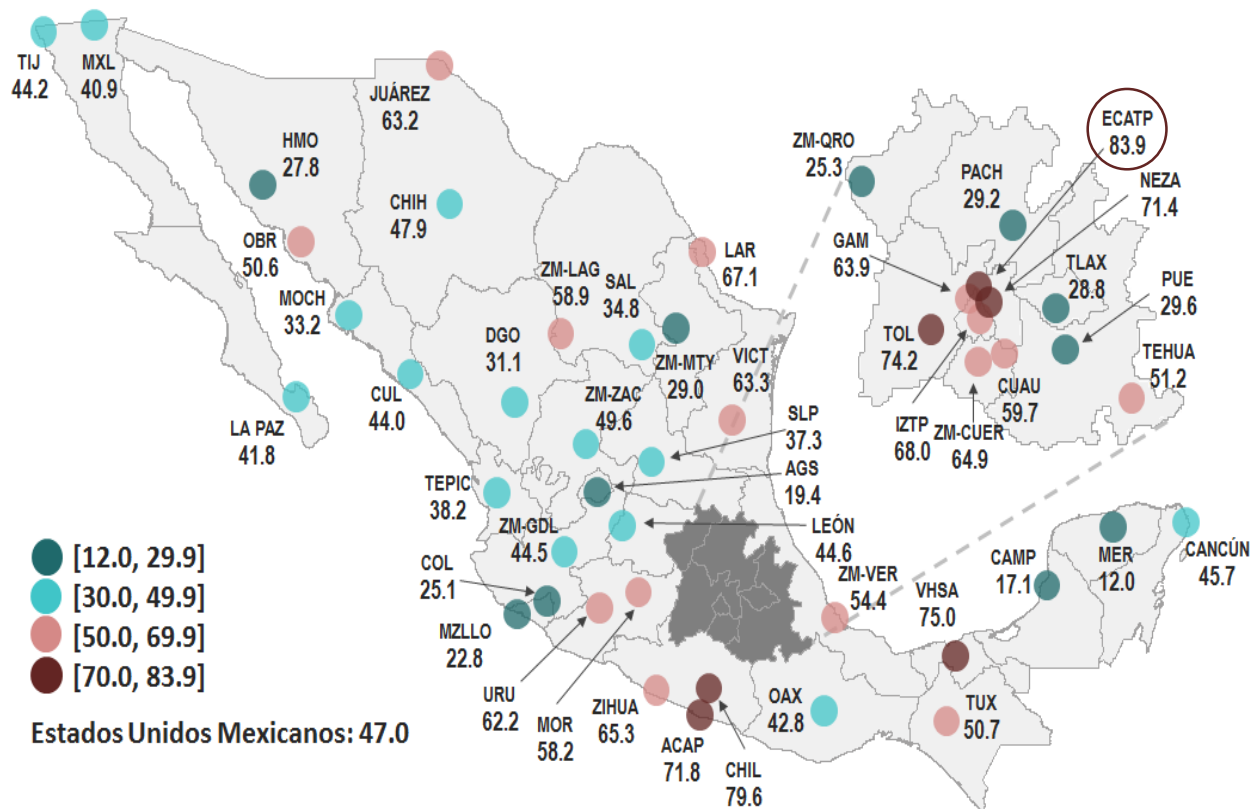 TIJ
44.2
MXL
40.9
JUÁREZ
63.2
HMO
27.8
CHIH
47.9
OBR
50.6
MOCH
33.2
LA PAZ
41.8
CUL
44.0
DGO
31.1
ZM-LAG
58.9
SAL
34.8
LAR
67.1
ZM-MTY
29.0
VICT
63.3
ZM-ZAC
49.6
SLP
37.3
AGS
19.4
TEPIC
38.2
ZM-GDL
44.5
LEÓN
44.6
COL
25.1
MZLLO
22.8
URU
62.2
MOR
58.2
ZIHUA
65.3
ACAP
71.8
CHIL
79.6
OAX
42.8
ZM-VER
54.4
VHSA
75.0
TUX
50.7
CAMP
17.1
MER
12.0
CANCÚN
45.7
ZM-QRO
25.3
PACH
29.2
ECATP
83.9
NEZA
71.4
GAM
63.9
TLAX
28.8
PUE
29.6
TOL
74.2
TEHUA
51.2
CUAU
59.7
IZTP
68.0
ZM-CUER
64.9
[12.0, 29.9]
[30.0, 49.9]
[50.0, 69.9]
[70.0, 83.9]
Estados Unidos Mexicanos: 47.0